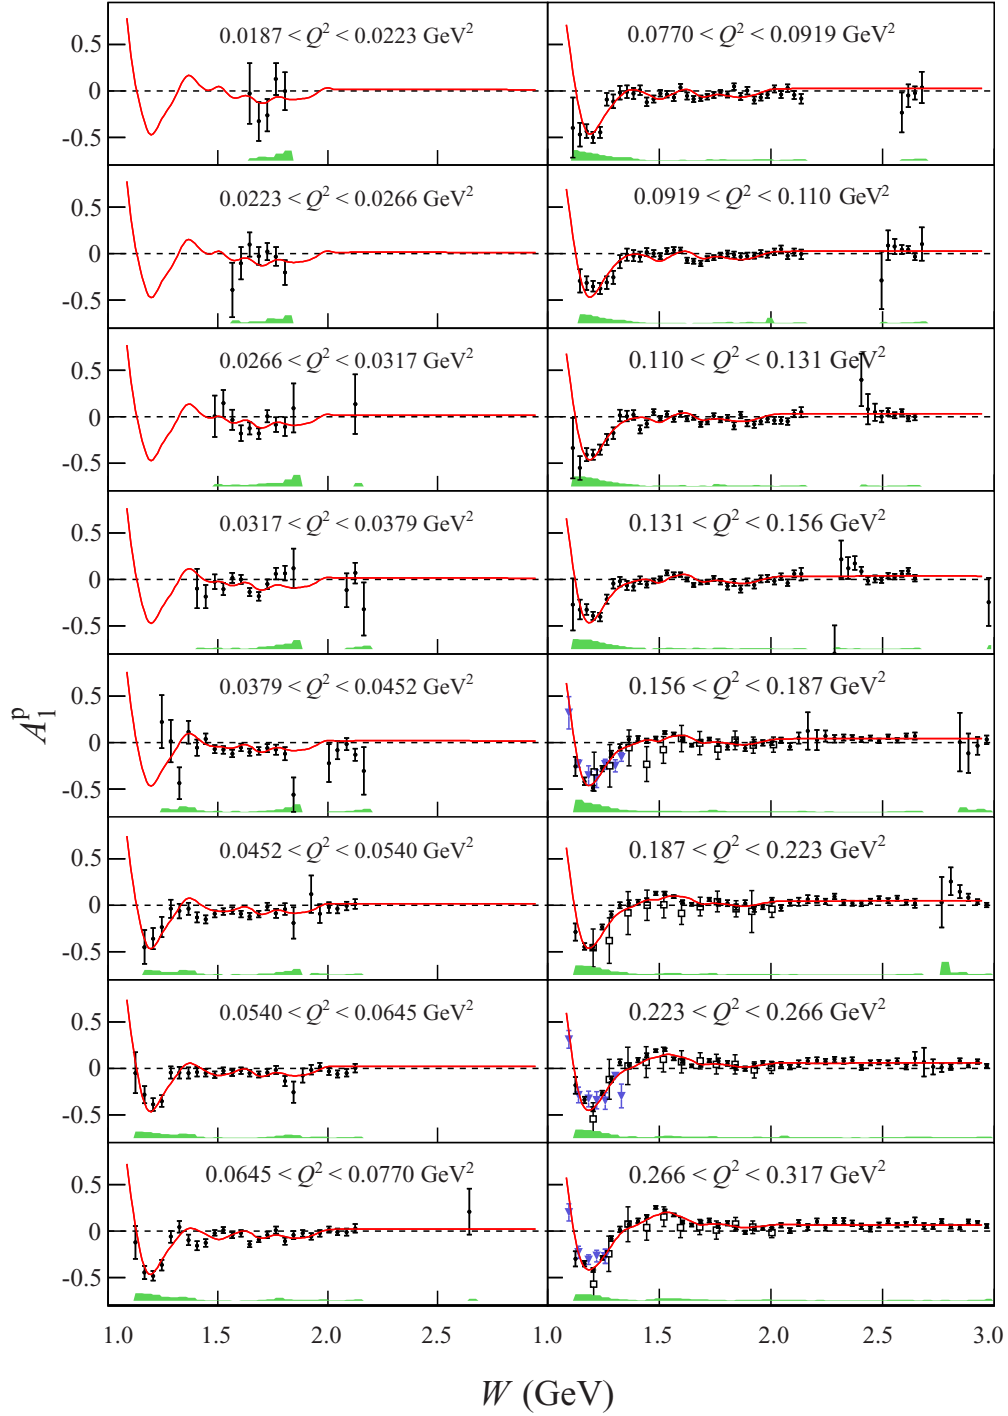 0.0187 < Q² < 0.0223 GeV²
0.0770 < Q² < 0.0919 GeV²
0.5
0
-0.5
0.0223 < Q² < 0.0266 GeV²
0.0919 < Q² < 0.110 GeV²
0.5
0
-0.5
0.0266 < Q² < 0.0317 GeV²
0.110 < Q² < 0.131 GeV²
0.5
0
-0.5
0.0317 < Q² < 0.0379 GeV²
0.131 < Q² < 0.156 GeV²
0.5
0
-0.5
0.0379 < Q² < 0.0452 GeV²
0.156 < Q² < 0.187 GeV²
0.5
0
-0.5
A₁ᵖ
0.0452 < Q² < 0.0540 GeV²
0.187 < Q² < 0.223 GeV²
0.5
0
-0.5
0.0540 < Q² < 0.0645 GeV²
0.223 < Q² < 0.266 GeV²
0.5
0
-0.5
0.0645 < Q² < 0.0770 GeV²
0.266 < Q² < 0.317 GeV²
0.5
0
-0.5
1.0 1.5 2.0 2.5 1.0 1.5 2.0 2.5 3.0
W (GeV)